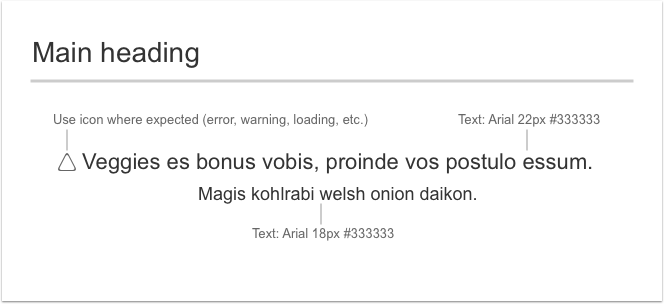 Main heading
Use icon where expected (error, warning, loading, etc.)
Text: Arial 22px #333333
Veggies es bonus vobis, proinde vos postulo essum.
Magis kohlrabi welsh onion daikon.
Text: Arial 18px #333333